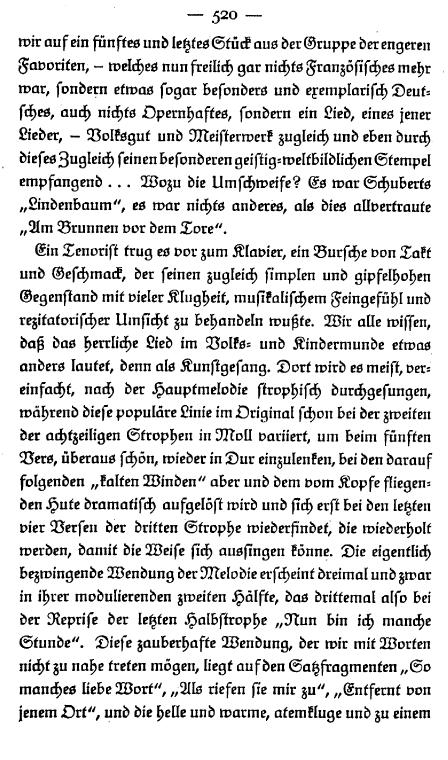 — 520 —
wir auf ein fünftes und letztes Stück aus der Gruppe der engeren
Favoriten, – welches nun freilich gar nichts Französisches mehr
war, sondern etwas sogar besonders und exemplarisch Deut-
sches, auch nichts Opernhaftes, sondern ein Lied, eines jener
Lieder, – Volksgut und Meisterwerk zugleich und eben durch
dieses Zugleich seinen besonderen geistig-weltbildlichen Stempel
empfangend ... Wozu die Umschweife? Es war Schuberts
„Lindenbaum“, es war nichts anderes, als dies allvertraute
„Am Brunnen vor dem Tore“.
Ein Tenorist trug es vor zum Klavier, ein Bursche von Takt
und Geschmack, der seinen zugleich simplen und gipfelhohen
Gegenstand mit vieler Klugheit, musikalischem Feingefühl und
rezitatorischer Umsicht zu behandeln wußte. Wir alle wissen,
daß das herrliche Lied im Volks- und Kindermunde etwas
anders lautet, denn als Kunstgesang. Dort wird es meist, ver-
einfacht, nach der Hauptmelodie strophisch durchgesungen,
während diese populäre Linie im Original schon bei der zweiten
der achtzeiligen Strophen in Moll variiert, um beim fünften
Vers, überaus schön, wieder in Dur einzulenken, bei den darauf
folgenden „kalten Winden“ aber und dem vom Kopfe fliegen-
den Hute dramatisch aufgelöst wird und sich erst bei den letzten
vier Versen der dritten Strophe wiederfindet, die wiederholt
werden, damit die Weise sich aussingen könne. Die eigentlich
bezwingende Wendung der Melodie erscheint dreimal und zwar
in ihrer modulierenden zweiten Hälfte, das drittemal also bei
der Reprise der letzten Halbstrophe „Nun bin ich manche
Stunde“. Diese zauberhafte Wendung, der wir mit Worten
nicht zu nahe treten mögen, liegt auf den Satzfragmenten „So
manches liebe Wort“, „Als riefen sie mir zu“, „Entfernt von
jenem Ort“, und die helle und warme, atemkluge und zu einem